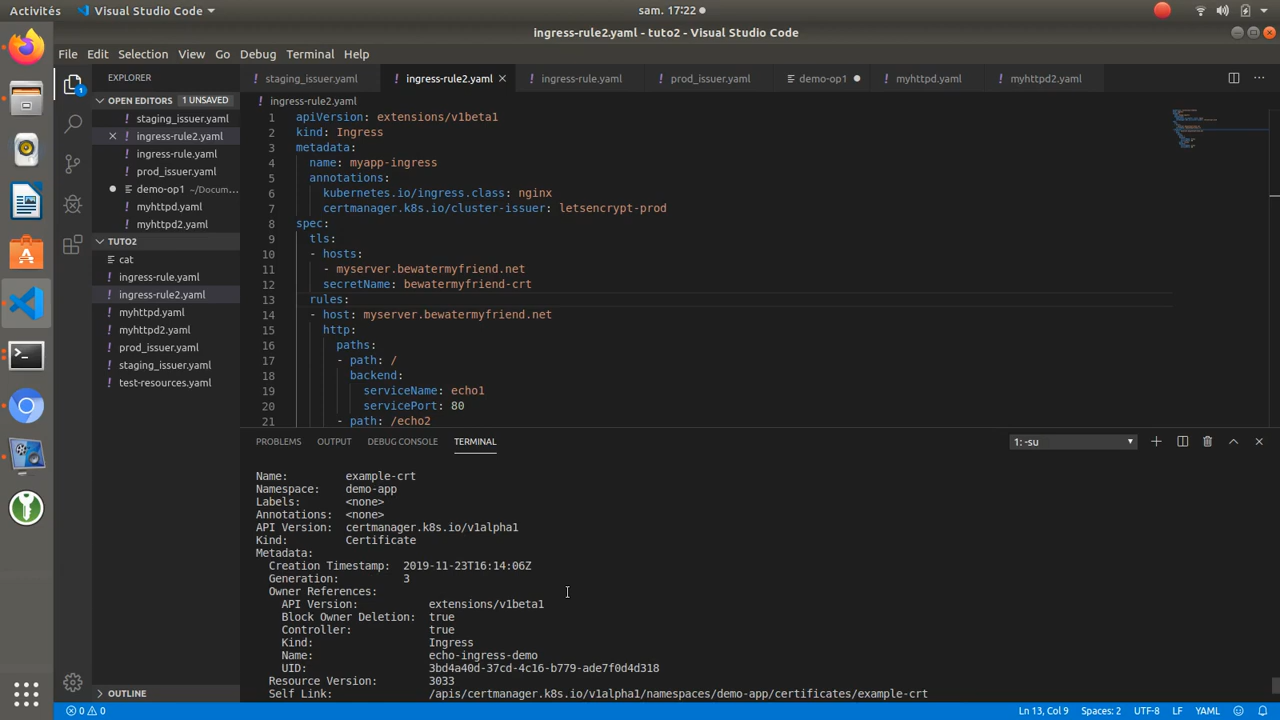 Activités
Visual Studio Code
sam. 17:22
ingress-rule2.yaml - tuto2 - Visual Studio Code
File Edit Selection View Go Debug Terminal Help
EXPLORER
OPEN EDITORS 1 UNSAVED
staging_issuer.yaml
ingress-rule2.yaml
ingress-rule.yaml
prod_issuer.yaml
demo-op1 ~/Docum...
myhttpd.yaml
myhttpd2.yaml
TUTO2
cat
ingress-rule.yaml
ingress-rule2.yaml
myhttpd.yaml
myhttpd2.yaml
prod_issuer.yaml
staging_issuer.yaml
test-resources.yaml
OUTLINE
1
! staging_issuer.yaml ! ingress-rule2.yaml ! ingress-rule.yaml ! prod_issuer.yaml demo-op1 ! myhttpd.yaml ! myhttpd2.yaml
! ingress-rule2.yaml
1 apiVersion: extensions/v1beta1
2 kind: Ingress
3 metadata:
4 name: myapp-ingress
5 annotations:
6 kubernetes.io/ingress.class: nginx
7 certmanager.k8s.io/cluster-issuer: letsencrypt-prod
8 spec:
9 tls:
10 - hosts:
11 - myserver.bewatermyfriend.net
12 secretName: bewatermyfriend-crt
13 rules:
14 - host: myserver.bewatermyfriend.net
15 http:
16 paths:
17 - path: /
18 backend:
19 serviceName: echo1
20 servicePort: 80
21 - path: /echo2
PROBLEMS OUTPUT DEBUG CONSOLE TERMINAL
1: -su
Name: example-crt
Namespace: demo-app
Labels: <none>
Annotations: <none>
API Version: certmanager.k8s.io/v1alpha1
Kind: Certificate
Metadata:
Creation Timestamp: 2019-11-23T16:14:06Z
Generation: 3
Owner References:
API Version: extensions/v1beta1
Block Owner Deletion: true
Controller: true
Kind: Ingress
Name: echo-ingress-demo
UID: 3bd4a40d-37cd-4c16-b779-ade7f0d4d318
Resource Version: 3033
Self Link: /apis/certmanager.k8s.io/v1alpha1/namespaces/demo-app/certificates/example-crt
0 0
Ln 13, Col 9 Spaces: 2 UTF-8 LF YAML